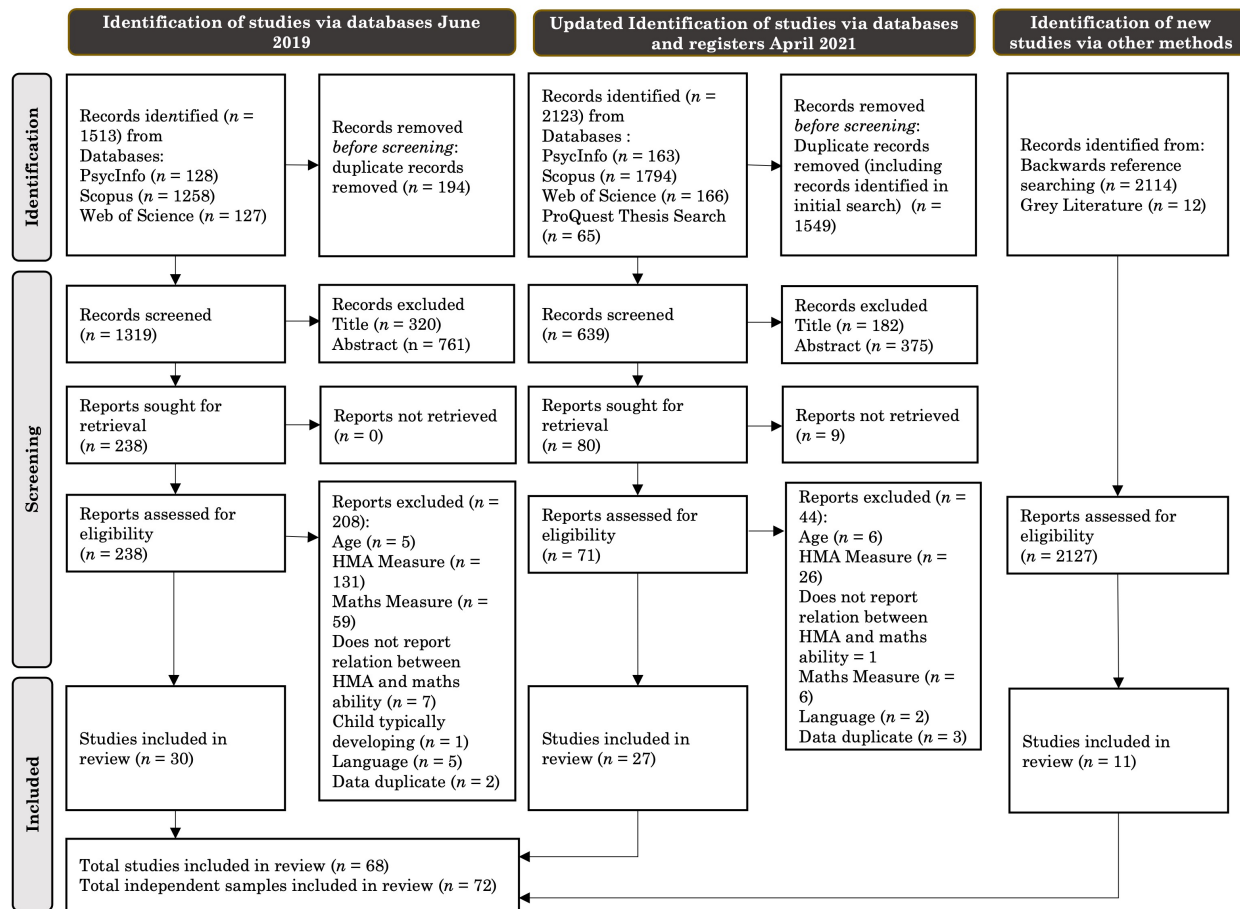 Identification of studies via databases June
2019
Updated Identification of studies via databases
and registers April 2021
Identification of new
studies via other methods
Identification
Records identified (n =
1513) from
Databases:
PsycInfo (n = 128)
Scopus (n = 1258)
Web of Science (n = 127)
Records removed
before screening:
duplicate records
removed (n = 194)
Records identified (n =
2123) from
Databases :
PsycInfo (n = 163)
Scopus (n = 1794)
Web of Science (n = 166)
ProQuest Thesis Search
(n = 65)
Records removed
before screening:
Duplicate records
removed (including
records identified in
initial search) (n =
1549)
Records identified from:
Backwards reference
searching (n = 2114)
Grey Literature (n = 12)
Screening
Records screened
(n = 1319)
Records excluded
Title (n = 320)
Abstract (n = 761)
Records screened
(n = 639)
Records excluded
Title (n = 182)
Abstract (n = 375)
Reports sought for
retrieval
(n = 238)
Reports not retrieved
(n = 0)
Reports sought for
retrieval
(n = 80)
Reports not retrieved
(n = 9)
Reports assessed for
eligibility
(n = 238)
Reports excluded (n =
208):
Age (n = 5)
HMA Measure (n =
131)
Maths Measure (n =
59)
Does not report
relation between
HMA and maths
ability (n = 7)
Child typically
developing (n = 1)
Language (n = 5)
Data duplicate (n = 2)
Reports assessed for
eligibility
(n = 71)
Reports excluded (n =
44):
Age (n = 6)
HMA Measure (n =
26)
Does not report
relation between
HMA and maths
ability = 1
Maths Measure (n =
6)
Language (n = 2)
Data duplicate (n = 3)
Reports assessed for
eligibility
(n = 2127)
Included
Studies included in
review (n = 30)
Studies included in
review (n = 27)
Studies included in
review (n = 11)
Total studies included in review (n = 68)
Total independent samples included in review (n = 72)